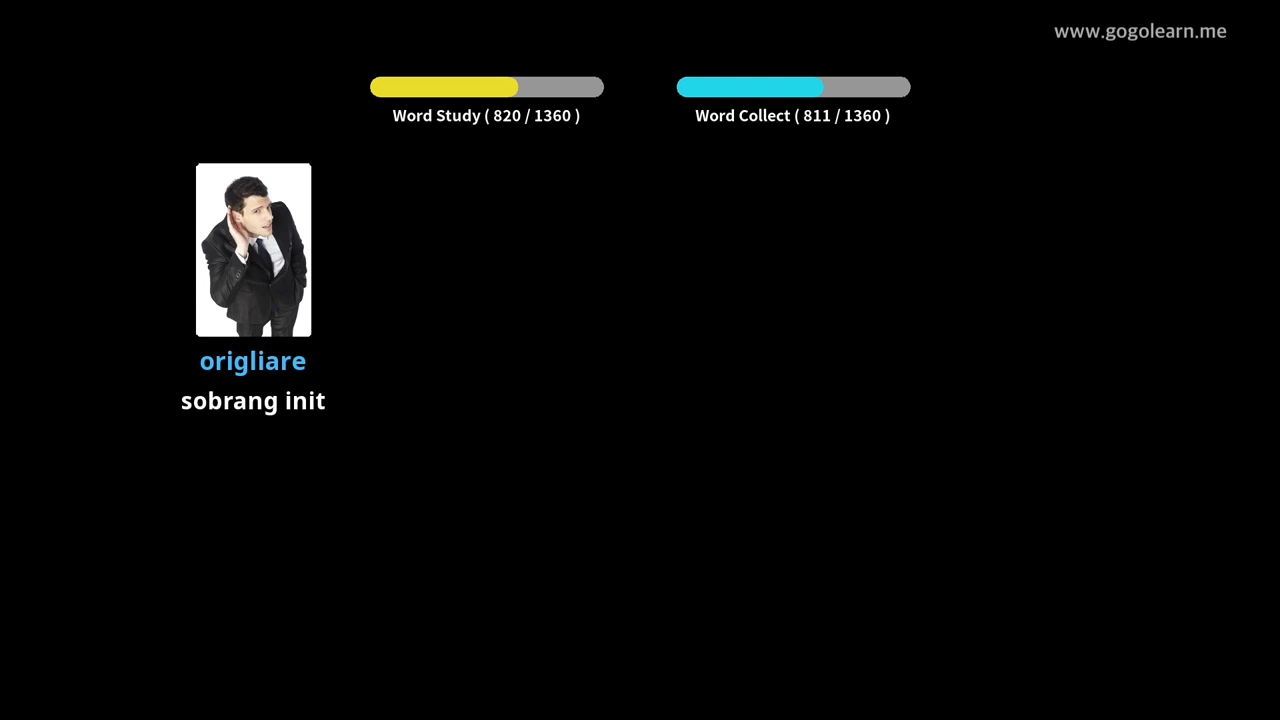 www.gogolearn.me
Word Study ( 820 / 1360 )
Word Collect ( 811 / 1360 )
origliare
sobrang init